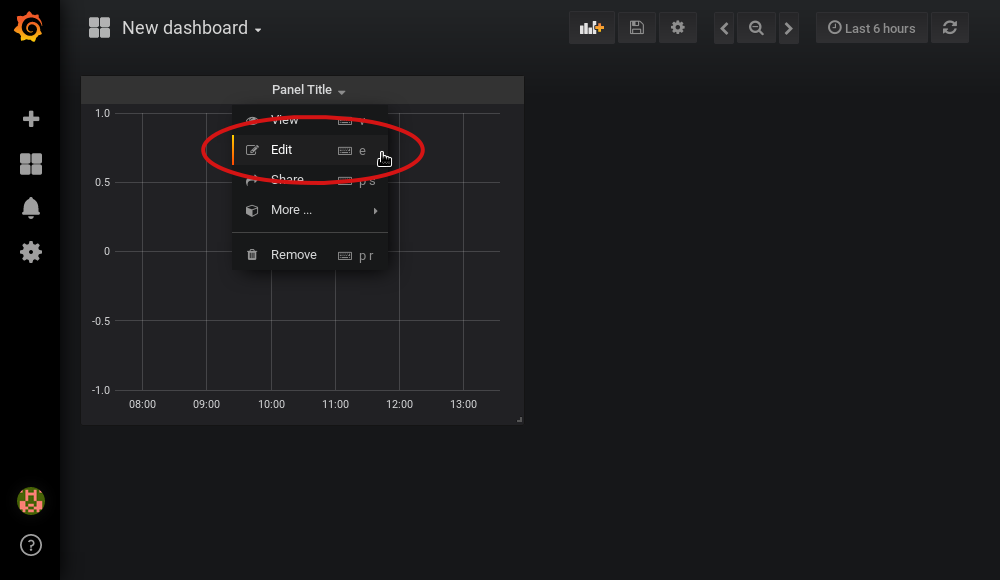 New dashboard
Last 6 hours
Panel Title
1.0
0.5
0
-0.5
-1.0
View
Edit e
Share p s
More ...
Remove p r
08:00 09:00 10:00 11:00 12:00 13:00
?